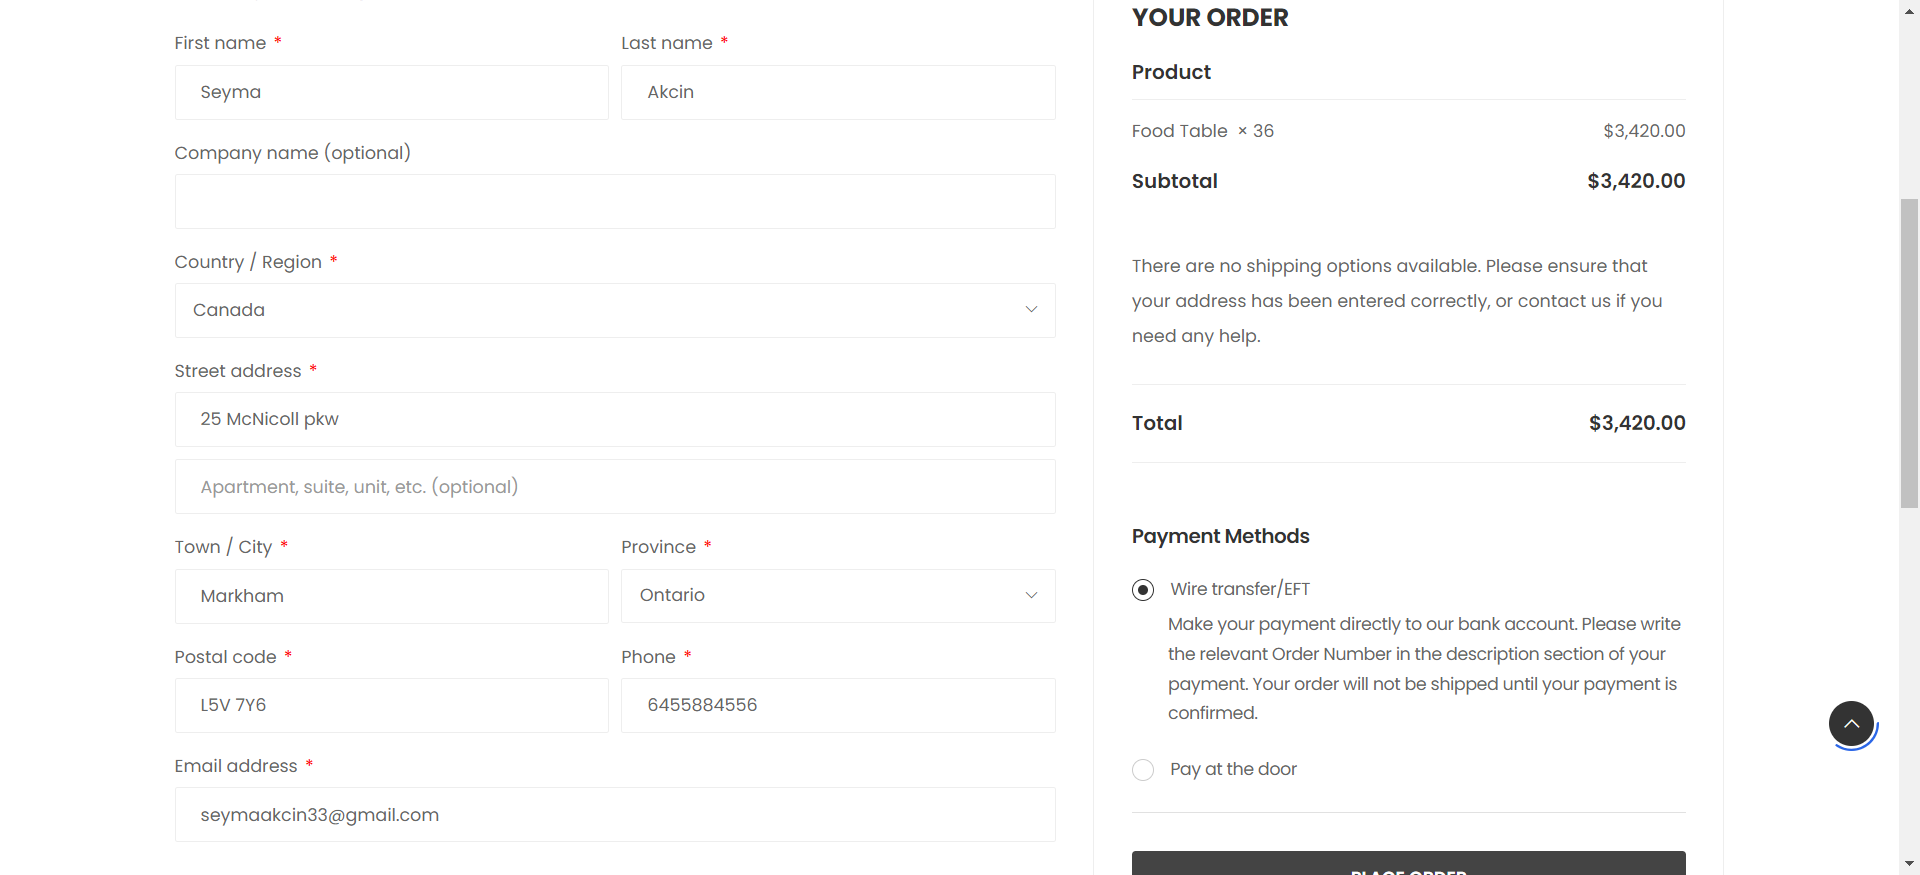 First name *
Last name *
Seyma
Akcin
Company name (optional)
Country / Region *
Canada
Street address *
25 McNicoll pkw
Apartment, suite, unit, etc. (optional)
Town / City *
Province *
Markham
Ontario
Postal code *
Phone *
L5V 7Y6
6455884556
Email address *
seymaakcin33@gmail.com
YOUR ORDER
Product
Food Table × 36
$3,420.00
Subtotal
$3,420.00
There are no shipping options available. Please ensure that
your address has been entered correctly, or contact us if you
need any help.
Total
$3,420.00
Payment Methods
Wire transfer/EFT
Make your payment directly to our bank account. Please write
the relevant Order Number in the description section of your
payment. Your order will not be shipped until your payment is
confirmed.
Pay at the door
PLACE ORDER